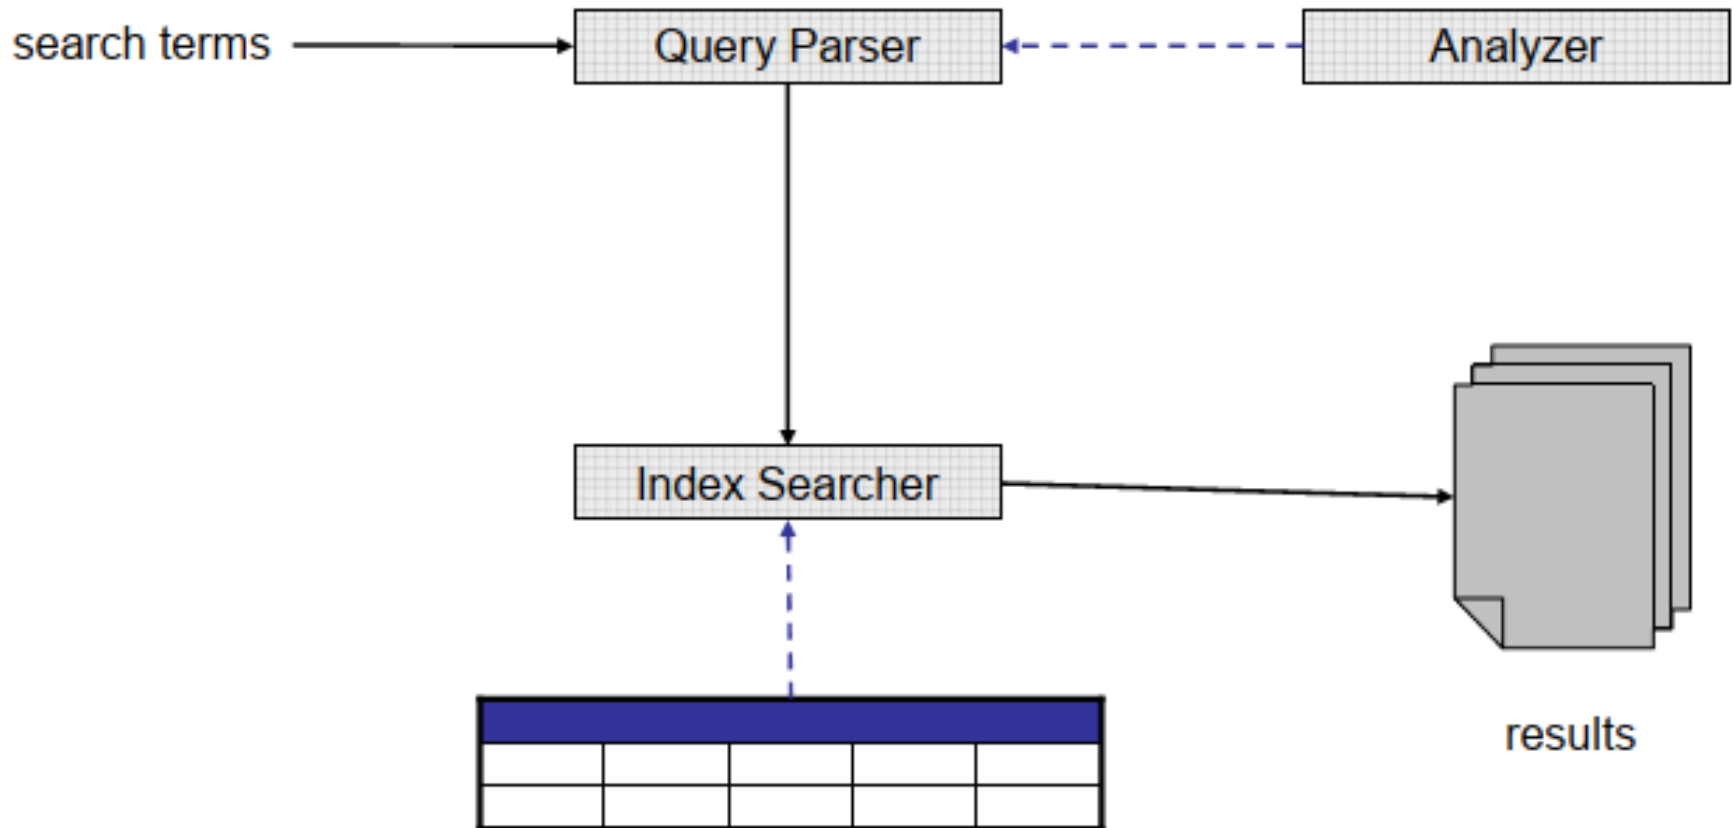 search terms
Query Parser
Analyzer
Index Searcher
results